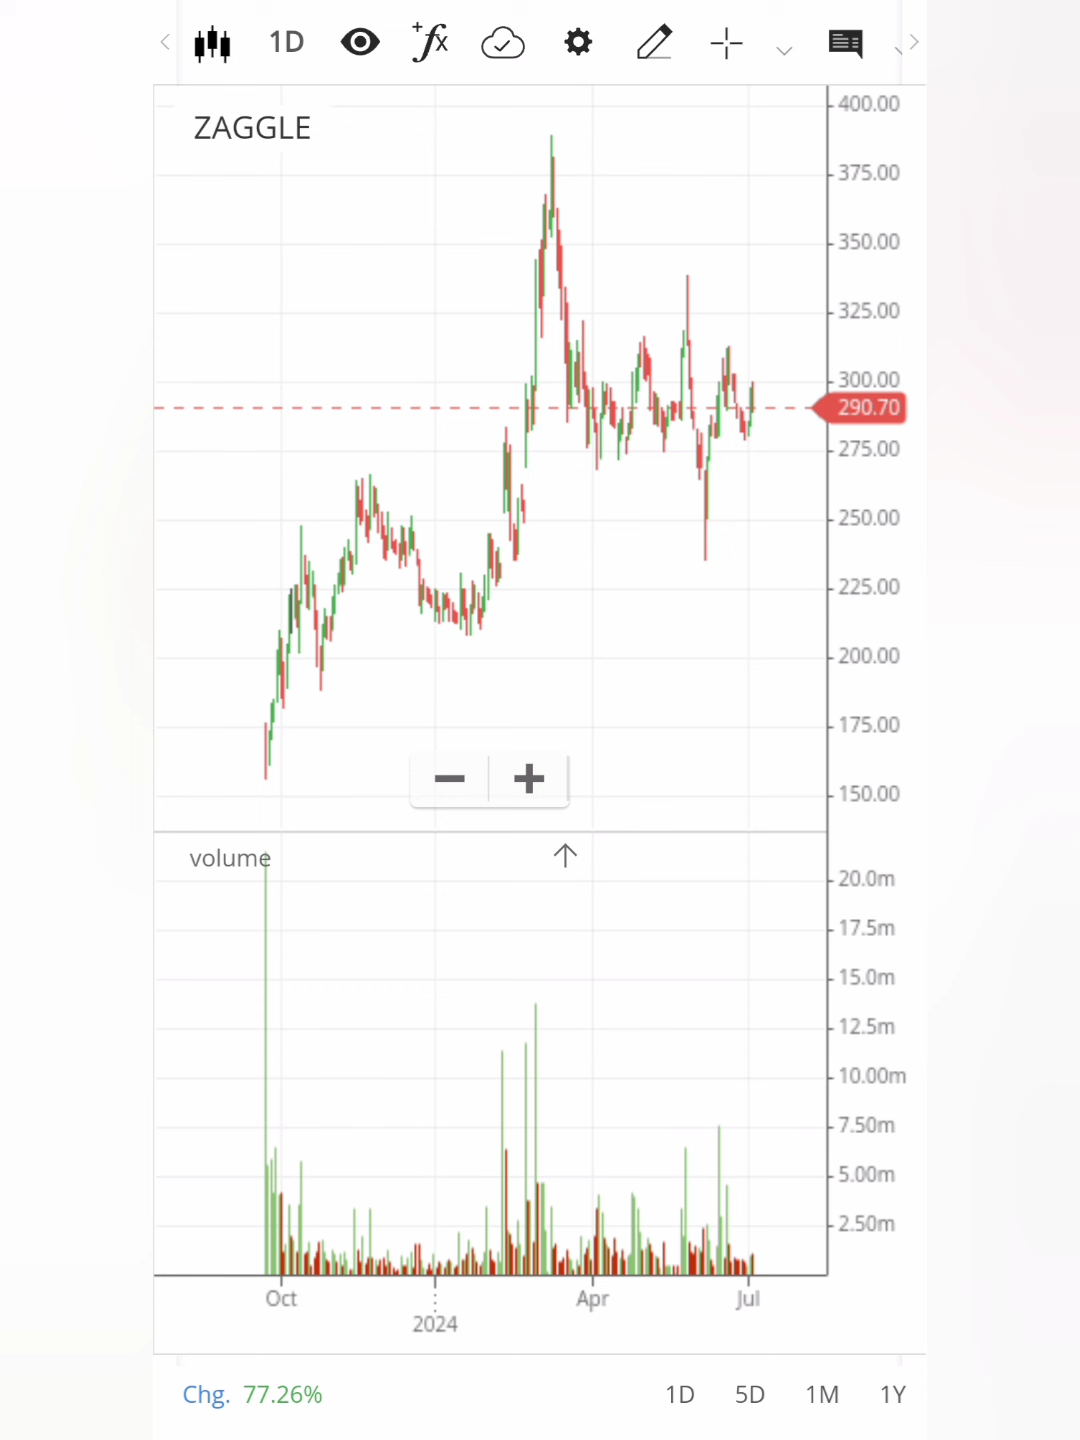 1D
ZAGGLE
400.00
375.00
350.00
325.00
300.00
290.70
275.00
250.00
225.00
200.00
175.00
150.00
volume
20.0m
17.5m
15.0m
12.5m
10.00m
7.50m
5.00m
2.50m
Oct Apr Jul
2024
Chg. 77.26% 1D 5D 1M 1Y